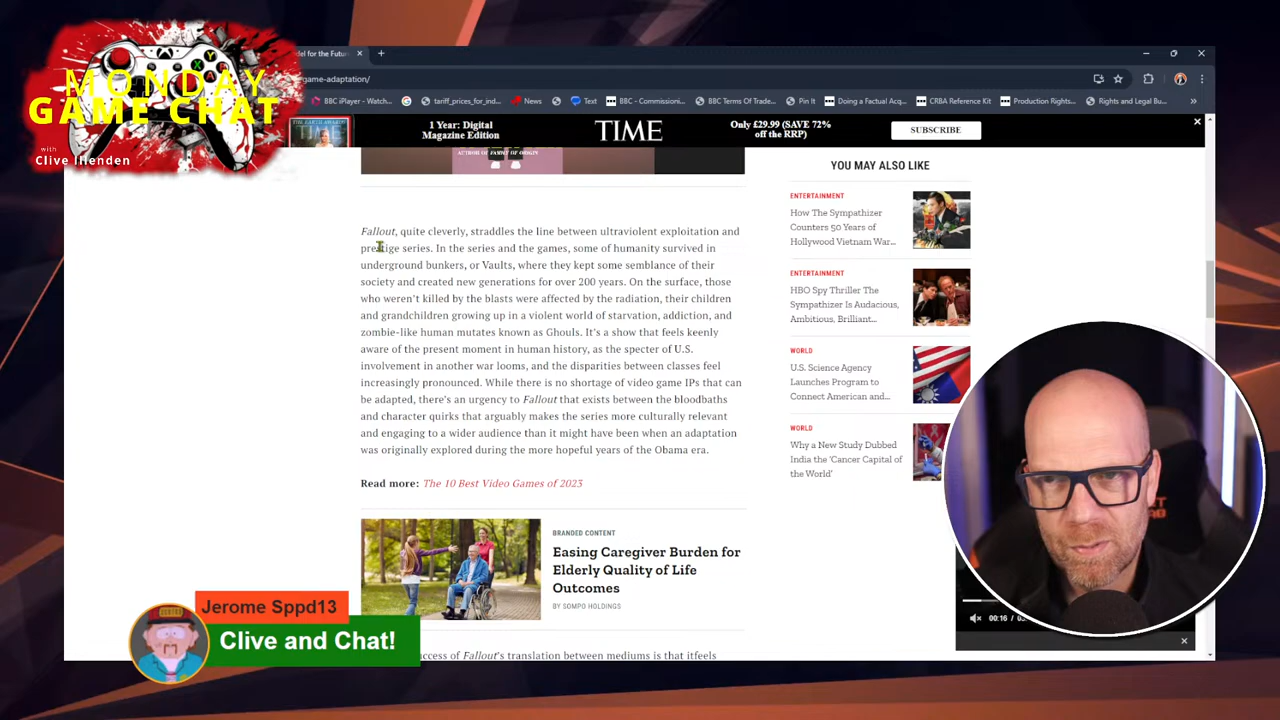 MONDAY
GAME CHAT
with
Clive Illenden
del for the Futur
game-adaptation/
BBC iPlayer - Watch...
tariff_prices_for_ind...
News
Text
BBC - Commissioni...
BBC Terms Of Trade...
Pin It
Doing a Factual Acq...
CRBA Reference Kit
Production Rights...
Rights and Legal Bu...
TIME
1 Year: Digital
Magazine Edition
TIME
Only £29.99 (SAVE 72%
off the RRP)
SUBSCRIBE
AUTHOR OF FAMILY OF ORIGIN
Fallout, quite cleverly, straddles the line between ultraviolent exploitation and
prestige series. In the series and the games, some of humanity survived in
underground bunkers, or Vaults, where they kept some semblance of their
society and created new generations for over 200 years. On the surface, those
who weren't killed by the blasts were affected by the radiation, their children
and grandchildren growing up in a violent world of starvation, addiction, and
zombie-like human mutates known as Ghouls. It's a show that feels keenly
aware of the present moment in human history, as the specter of U.S.
involvement in another war looms, and the disparities between classes feel
increasingly pronounced. While there is no shortage of video game IPs that can
be adapted, there's an urgency to Fallout that exists between the bloodbaths
and character quirks that arguably makes the series more culturally relevant
and engaging to a wider audience than it might have been when an adaptation
was originally explored during the more hopeful years of the Obama era.
Read more: The 10 Best Video Games of 2023
BRANDED CONTENT
Easing Caregiver Burden for
Elderly Quality of Life
Outcomes
BY SOMPO HOLDINGS
uccess of Fallout's translation between mediums is that itfeels
YOU MAY ALSO LIKE
ENTERTAINMENT
How The Sympathizer
Counters 50 Years of
Hollywood Vietnam War...
ENTERTAINMENT
HBO Spy Thriller The
Sympathizer Is Audacious,
Ambitious, Brilliant...
WORLD
U.S. Science Agency
Launches Program to
Connect American and...
WORLD
Why a New Study Dubbed
India the 'Cancer Capital of
the World'
00:16
Jerome Sppd13
Clive and Chat!